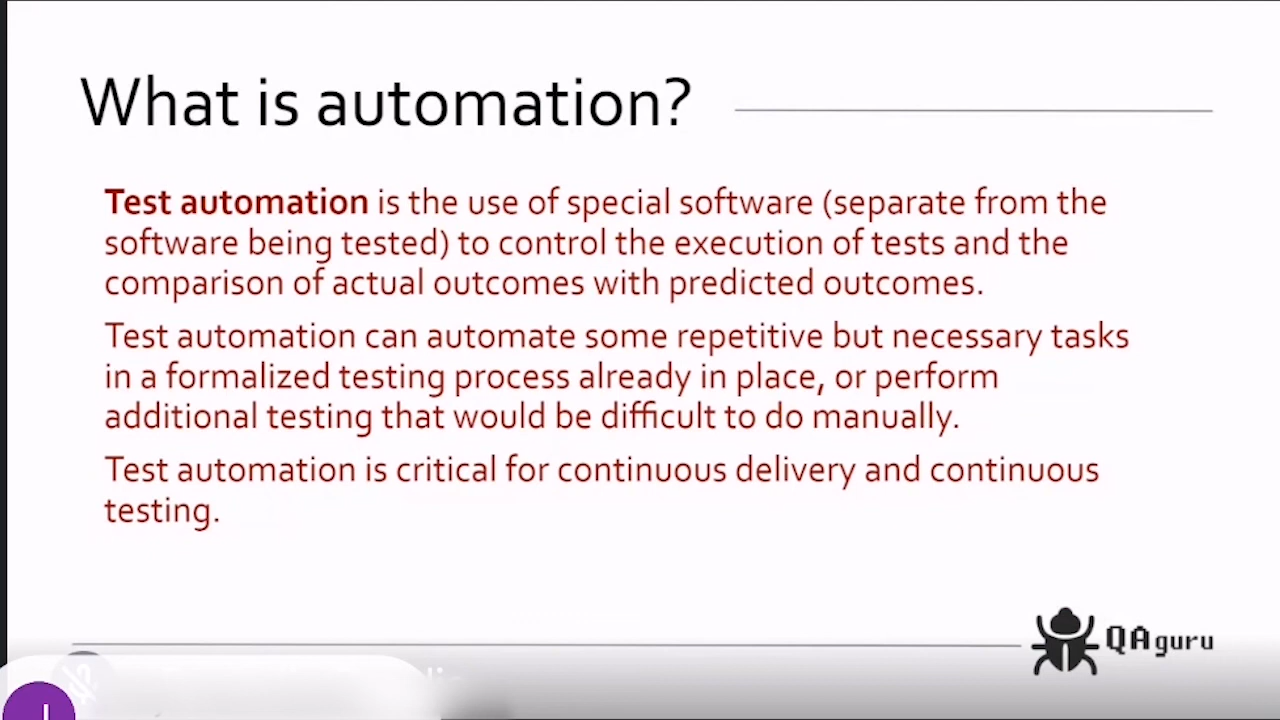 What is automation?
Test automation is the use of special software (separate from the
software being tested) to control the execution of tests and the
comparison of actual outcomes with predicted outcomes.
Test automation can automate some repetitive but necessary tasks
in a formalized testing process already in place, or perform
additional testing that would be difficult to do manually.
Test automation is critical for continuous delivery and continuous
testing.
QA guru